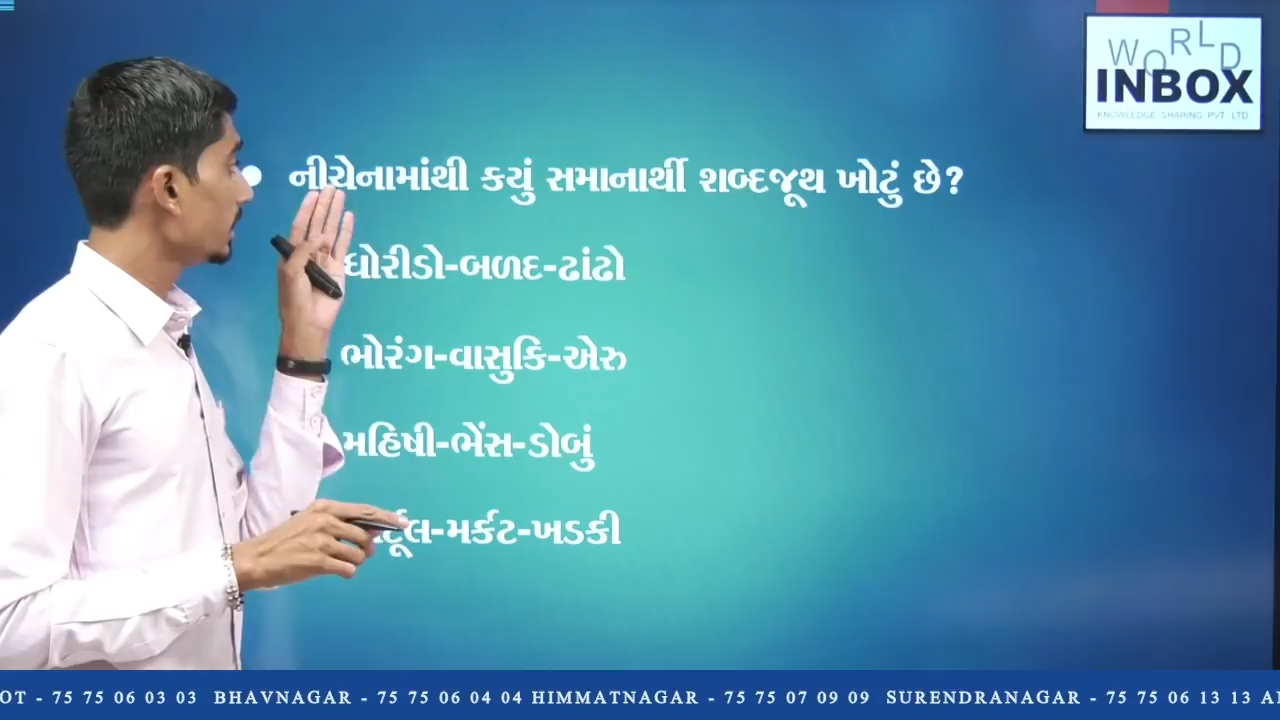 WORLD
INBOX
KNOWLEDGE SHARING PVT LTD
નીચેનામાંથી કયું સમાનાર્થી શબ્દજૂથ ખોટું છે?
ધોરીડો-બળદ-ઢાંઢો
ભોરંગ-વાસુકિ-એરુ
મહિષી-ભેંસ-ડોબું
-મર્કટ-ખડકી
OT - 75 75 06 03 03 BHAVNAGAR - 75 75 06 04 04 HIMMATNAGAR - 75 75 07 09 09 SURENDRANAGAR - 75 75 06 13 13